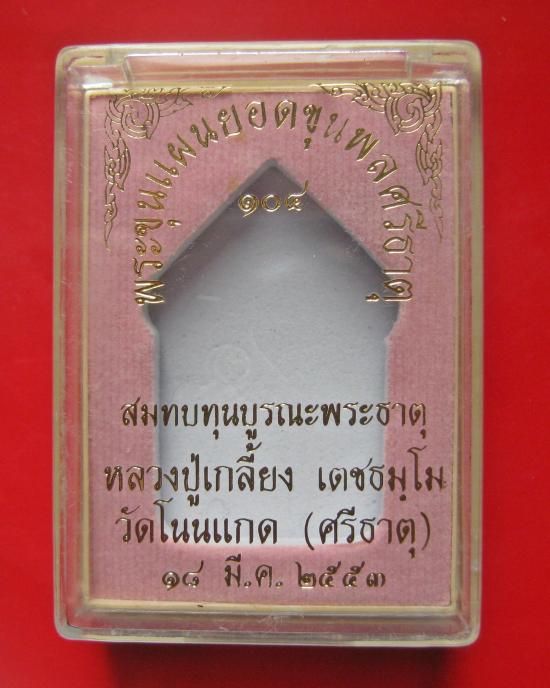 พระขุนแผนยอดขุนพลศรีธาตุ
๑๐๔
สมทบทุนบูรณะพระธาตุ
หลวงปู่เกลี้ยง เตชธมฺโม
วัดโนนแกด (ศรีธาตุ)
๑๘ มี.ค. ๒๕๕๓